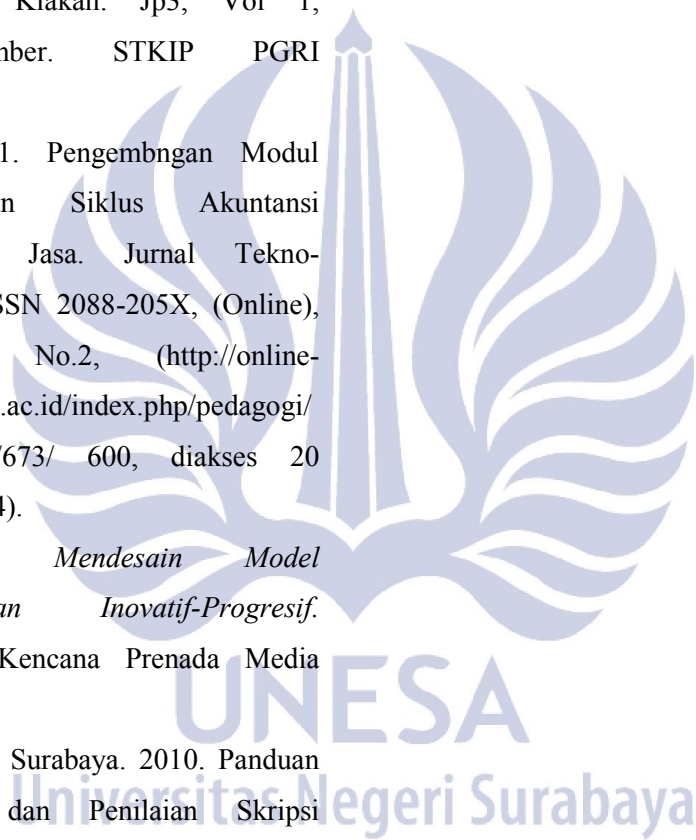 Klakah. Jp3, Vol 1,
mber. STKIP PGRI
1. Pengembngan Modul
an Siklus Akuntansi
Jasa. Jurnal Tekno-
SSN 2088-205X, (Online),
No.2, (http://online-
.ac.id/index.php/pedagogi/
/673/ 600, diakses 20
4).
Mendesain Model
an Inovatif-Progresif.
Kencana Prenada Media
Surabaya. 2010. Panduan
dan Penilaian Skripsi
UNESA
Universitas Negeri Surabaya